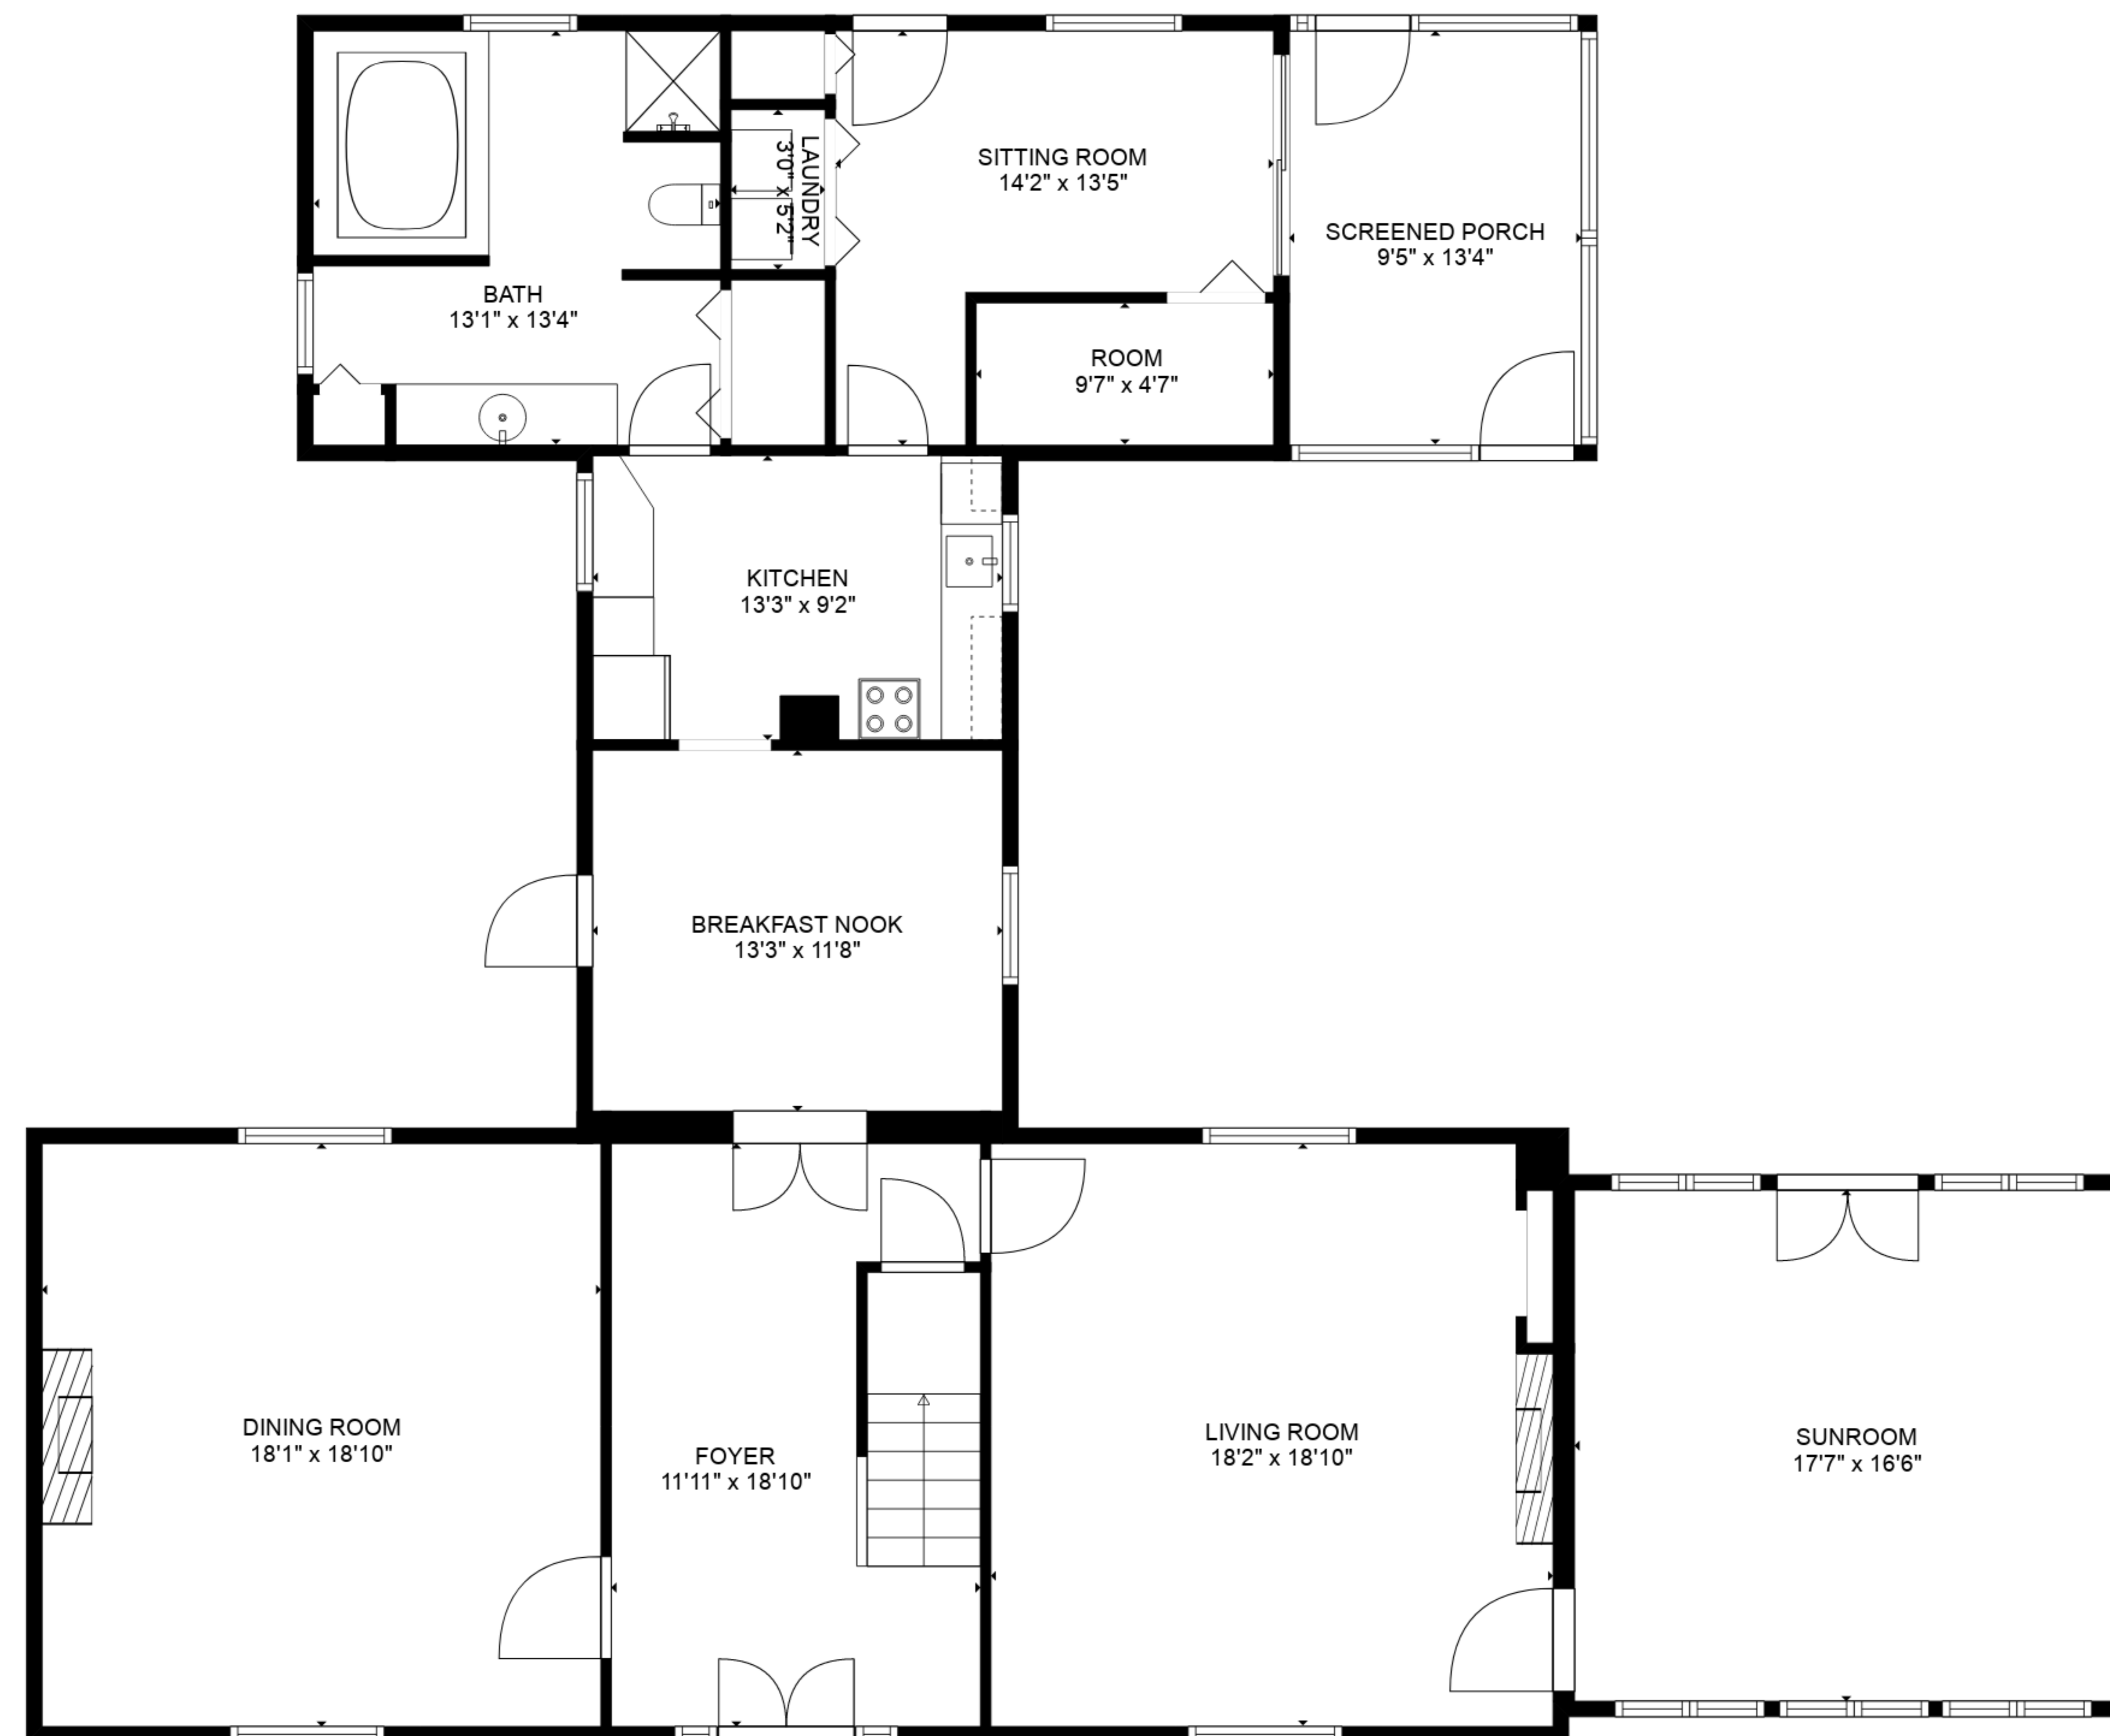 LAUNDRY
3'0" x 5'2"
SITTING ROOM
14'2" x 13'5"
SCREENED PORCH
9'5" x 13'4"
BATH
13'1" x 13'4"
ROOM
9'7" x 4'7"
KITCHEN
13'3" x 9'2"
BREAKFAST NOOK
13'3" x 11'8"
DINING ROOM
18'1" x 18'10"
FOYER
11'11" x 18'10"
LIVING ROOM
18'2" x 18'10"
SUNROOM
17'7" x 16'6"